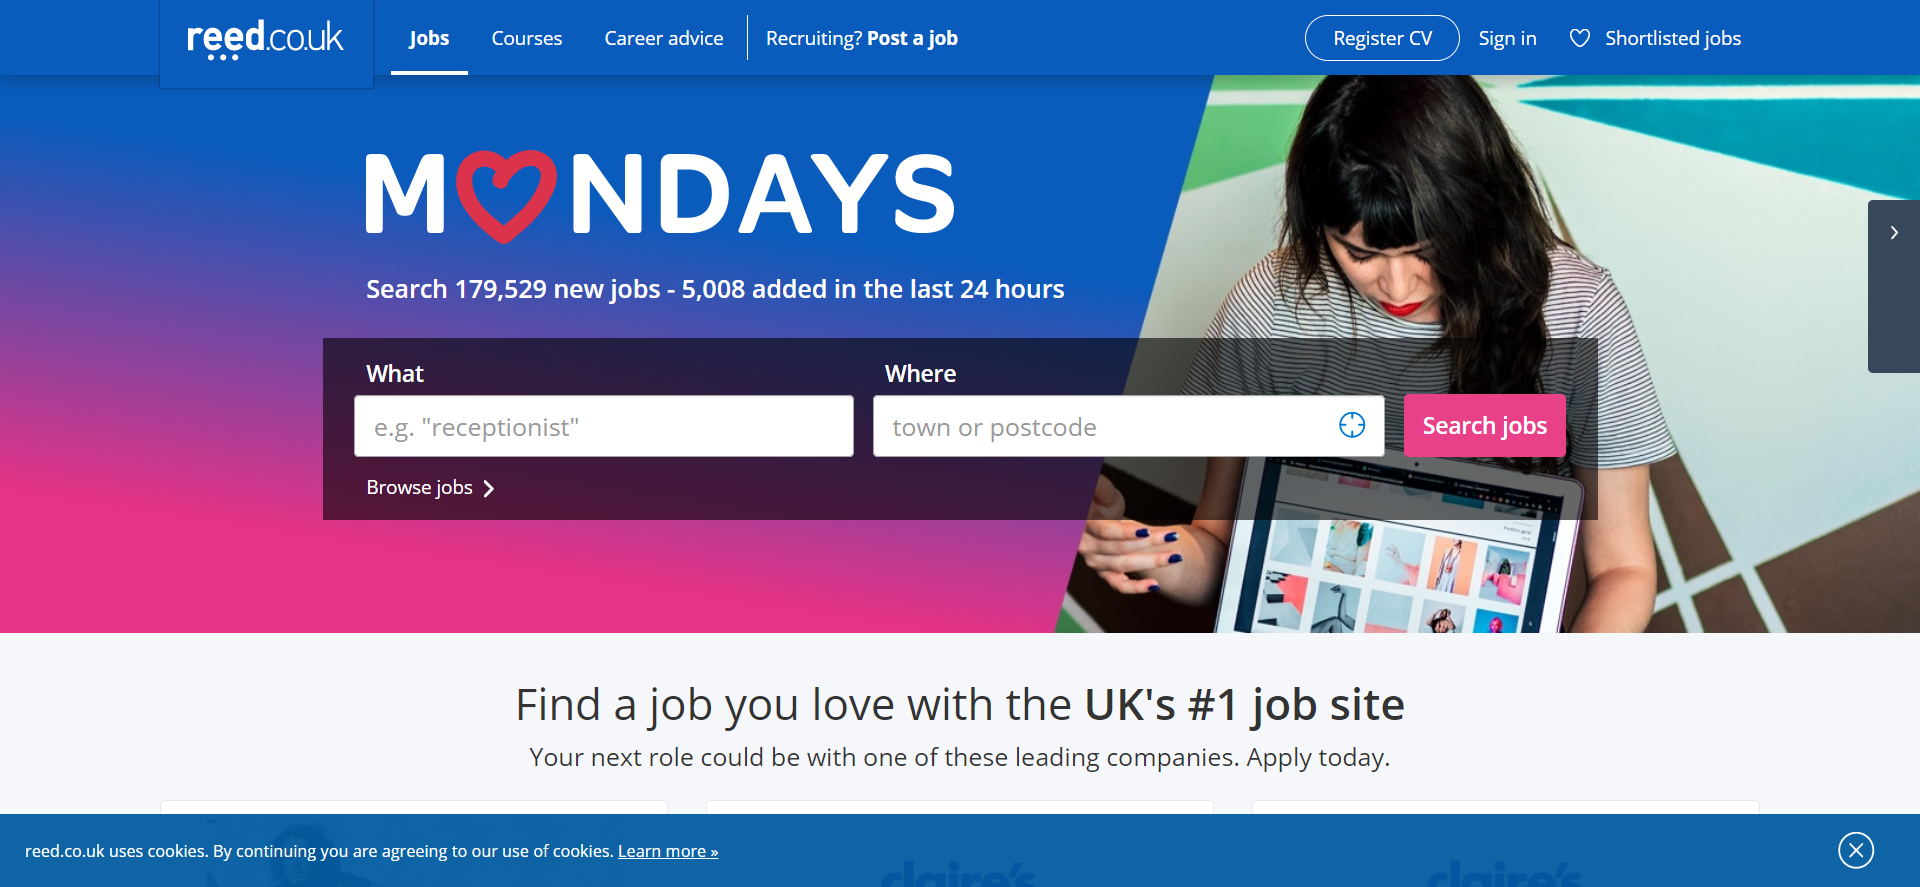 reed.co.uk
Jobs
Courses
Career advice
Recruiting? Post a job
Register CV
Sign in
Shortlisted jobs
M NDAYS
Search 179,529 new jobs - 5,008 added in the last 24 hours
What
Where
e.g. "receptionist"
town or postcode
Search jobs
Browse jobs
Find a job you love with the UK's #1 job site
Your next role could be with one of these leading companies. Apply today.
reed.co.uk uses cookies. By continuing you are agreeing to our use of cookies. Learn more »
claire's
claire's